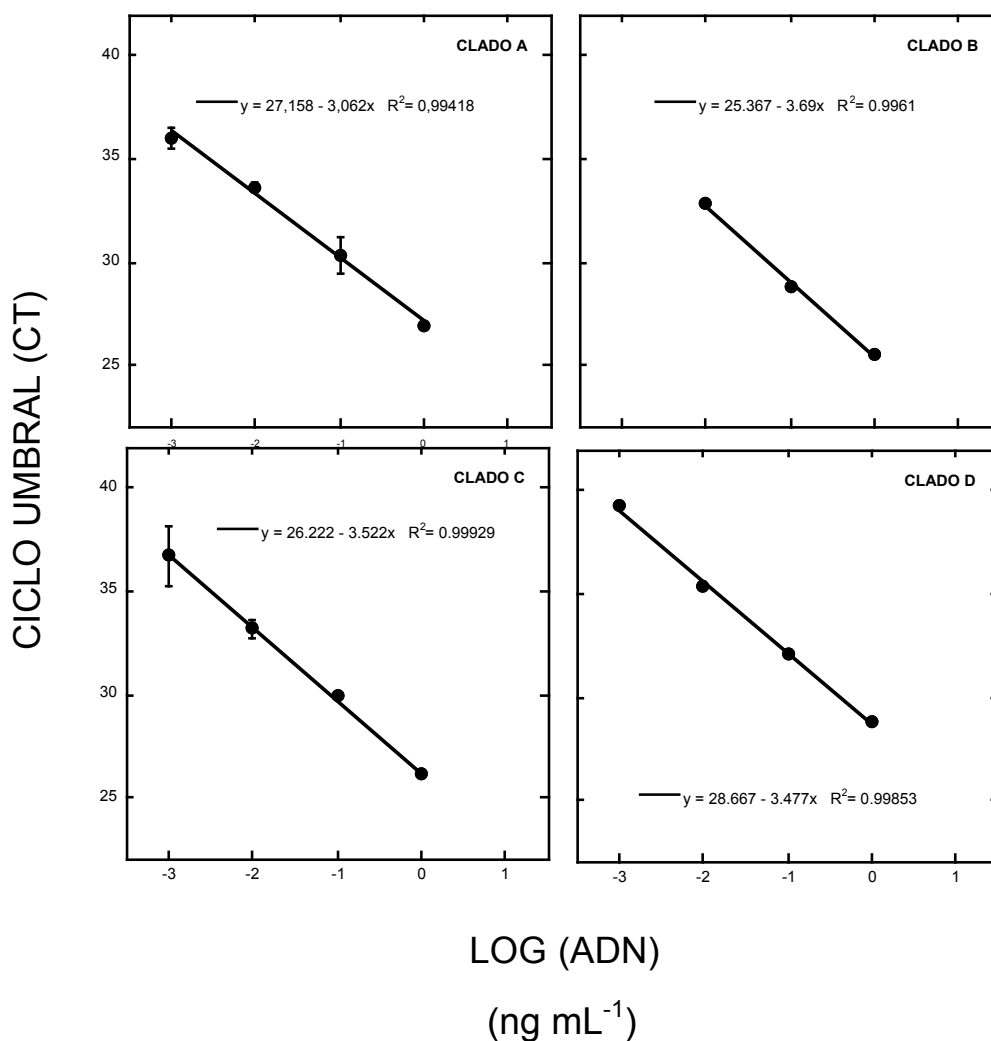 CICLO UMBRAL (CT)
CLADO A
40
y = 27,158 - 3,062x R²= 0,99418
35
30
25
-3 -2 -1 0 1
CLADO B
y = 25.367 - 3.69x R²= 0.9961
CLADO C
40
y = 26.222 - 3.522x R²= 0.99929
35
30
25
-3 -2 -1 0 1
CLADO D
y = 28.667 - 3.477x R²= 0.99853
-3 -2 -1 0 1
LOG (ADN)
(ng mL⁻¹)